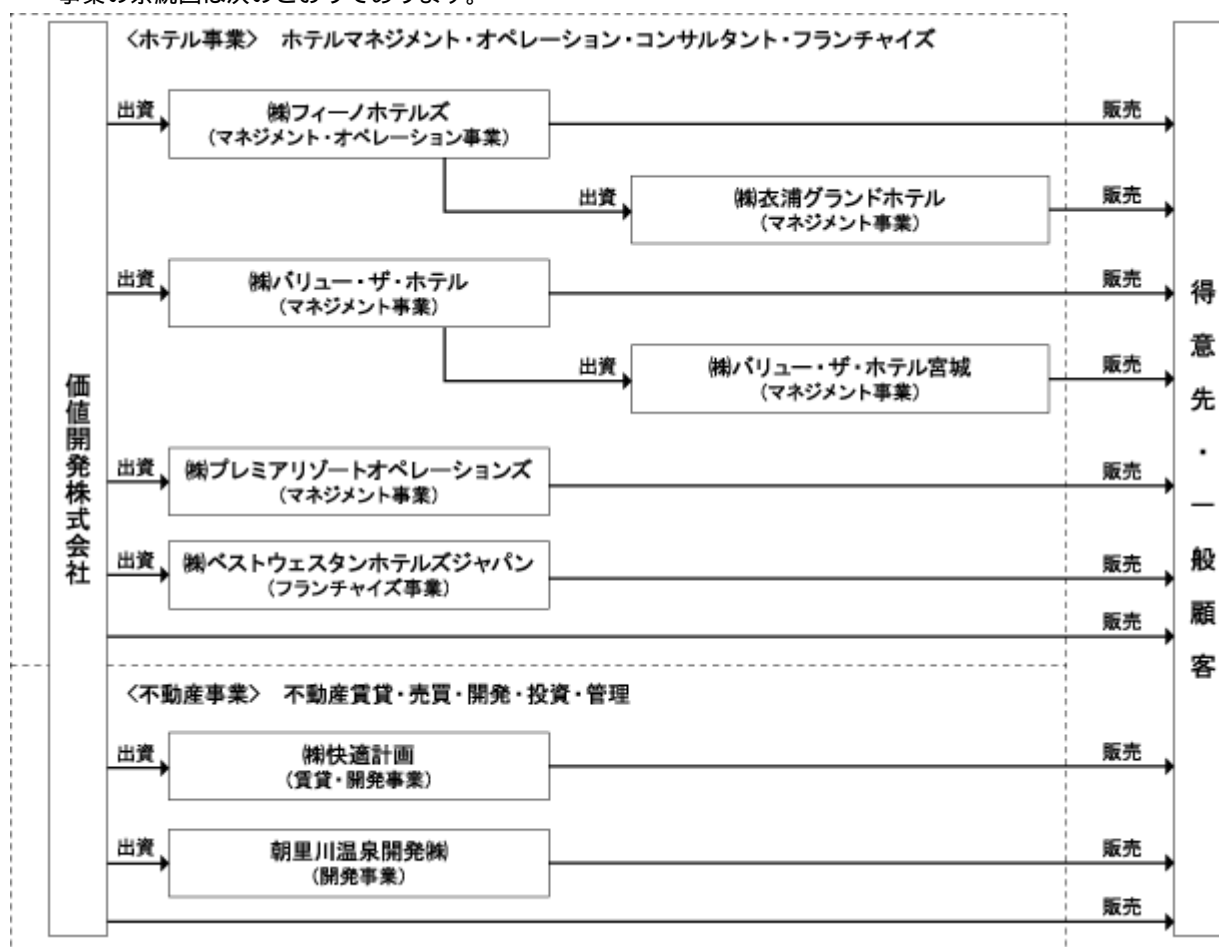 事業の系統図は次のとおりであります。
〈ホテル事業〉 ホテルマネジメント・オペレーション・コンサルタント・フランチャイズ
出資
㈱フィーノホテルズ
（マネジメント・オペレーション事業）
販売
出資
㈱衣浦グランドホテル
（マネジメント事業）
販売
出資
㈱バリュー・ザ・ホテル
（マネジメント事業）
販売
出資
㈱バリュー・ザ・ホテル宮城
（マネジメント事業）
販売
出資
㈱プレミアリゾートオペレーションズ
（マネジメント事業）
販売
出資
㈱ベストウェスタンホテルズジャパン
（フランチャイズ事業）
販売
販売
価値開発株式会社
得意先・一般顧客
〈不動産事業〉 不動産賃貸・売買・開発・投資・管理
出資
㈱快適計画
（賃貸・開発事業）
販売
出資
朝里川温泉開発㈱
（開発事業）
販売
販売